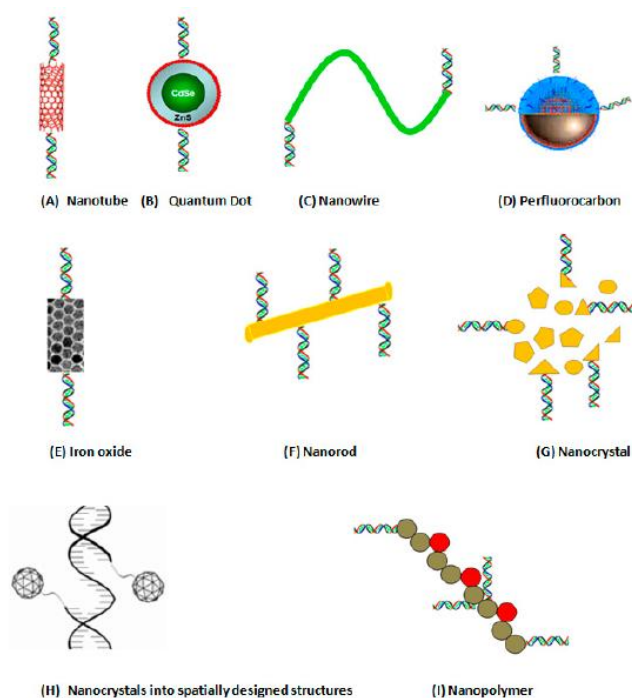 CdSe
ZnS
(A) Nanotube
(B) Quantum Dot
(C) Nanowire
(D) Perfluorocarbon
(E) Iron oxide
(F) Nanorod
(G) Nanocrystal
(H) Nanocrystals into spatially designed structures
(I) Nanopolymer